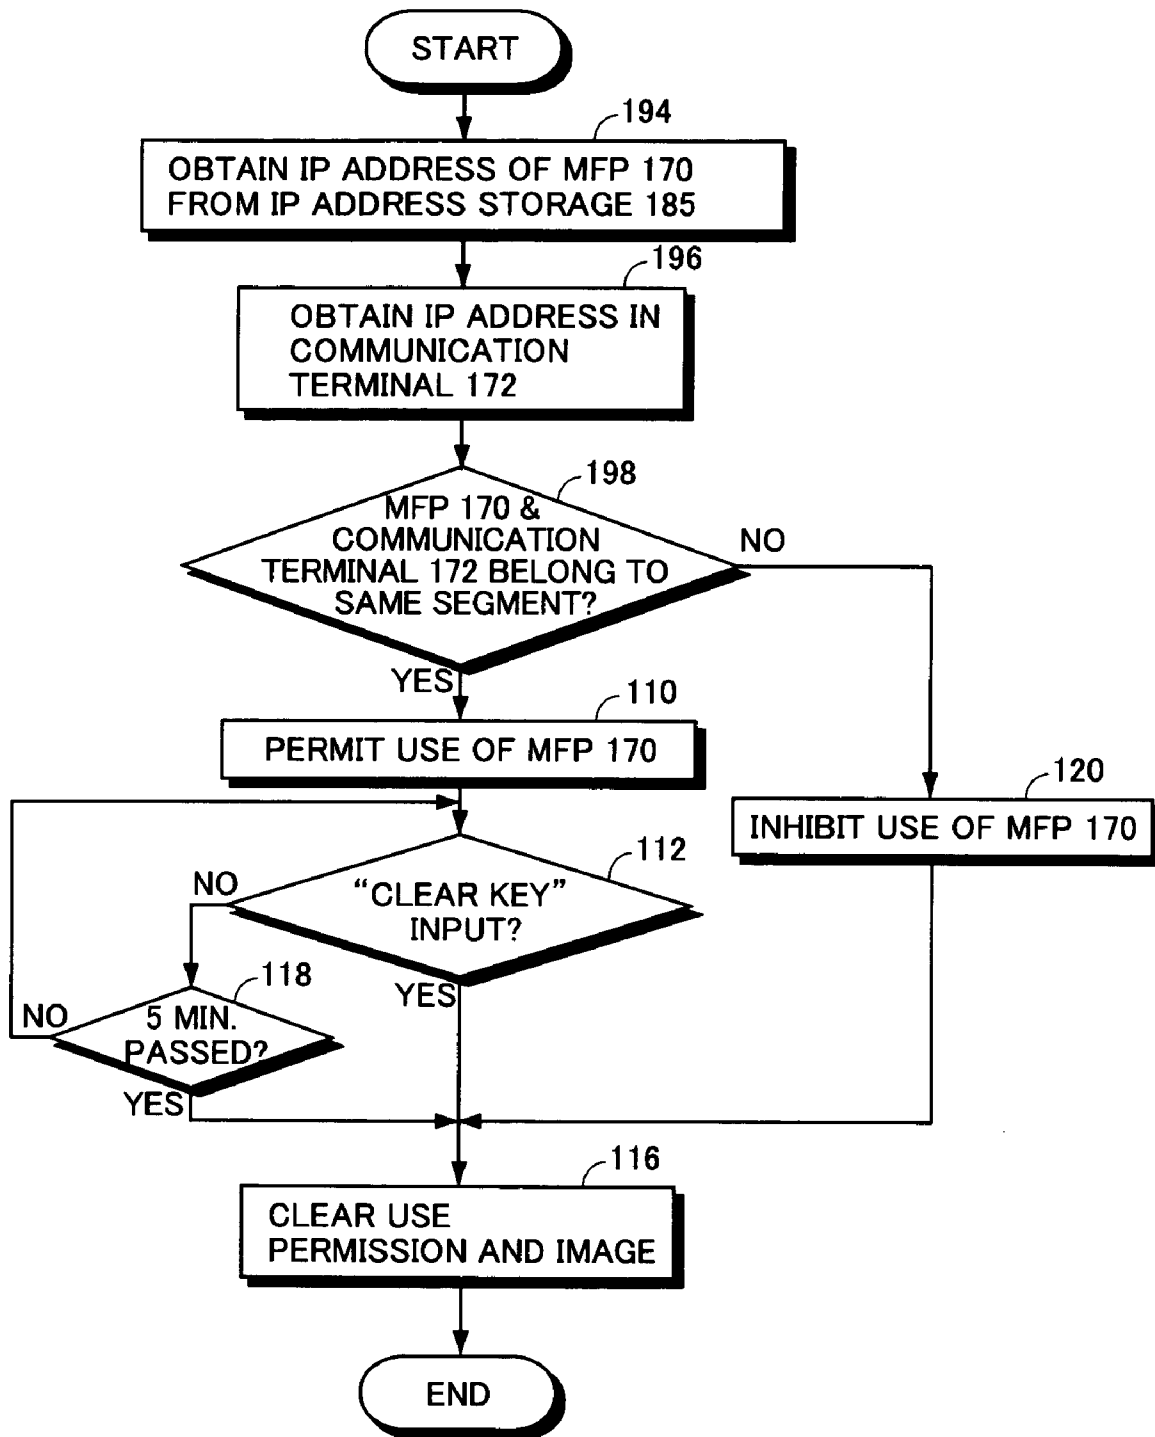 START
194
OBTAIN IP ADDRESS OF MFP 170
FROM IP ADDRESS STORAGE 185
196
OBTAIN IP ADDRESS IN
COMMUNICATION
TERMINAL 172
198
MFP 170 &
COMMUNICATION
TERMINAL 172 BELONG TO
SAME SEGMENT?
NO
YES
110
PERMIT USE OF MFP 170
120
INHIBIT USE OF MFP 170
112
"CLEAR KEY"
INPUT?
NO
YES
118
5 MIN.
PASSED?
NO
YES
116
CLEAR USE
PERMISSION AND IMAGE
END